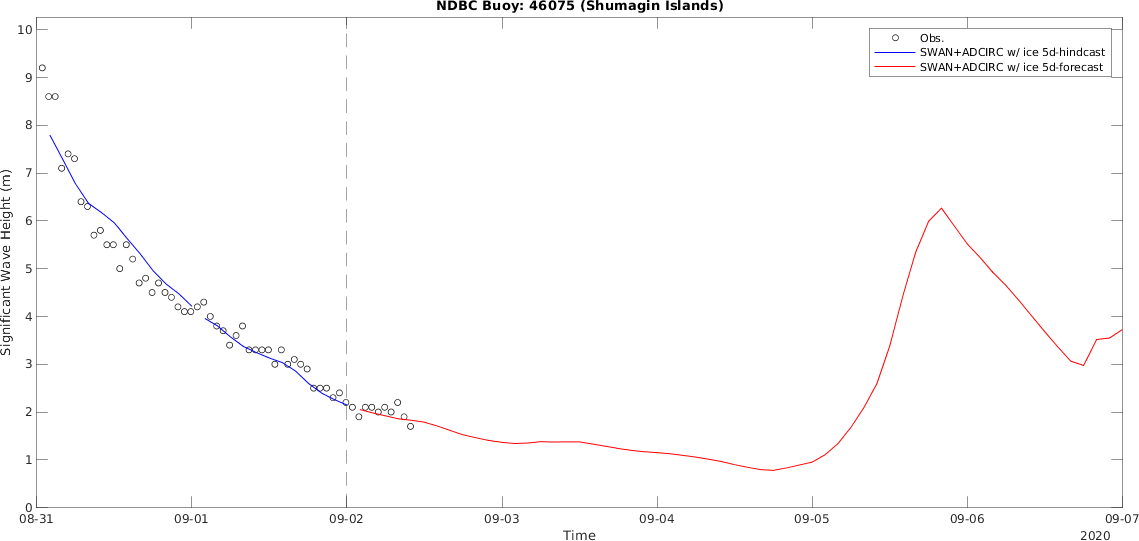 NDBC Buoy: 46075 (Shumagin Islands)
Obs.
SWAN+ADCIRC w/ ice 5d-hindcast
SWAN+ADCIRC w/ ice 5d-forecast
Significant Wave Height (m)
10
9
8
7
6
5
4
3
2
1
0
08-31 09-01 09-02 09-03 09-04 09-05 09-06 09-07
Time
2020